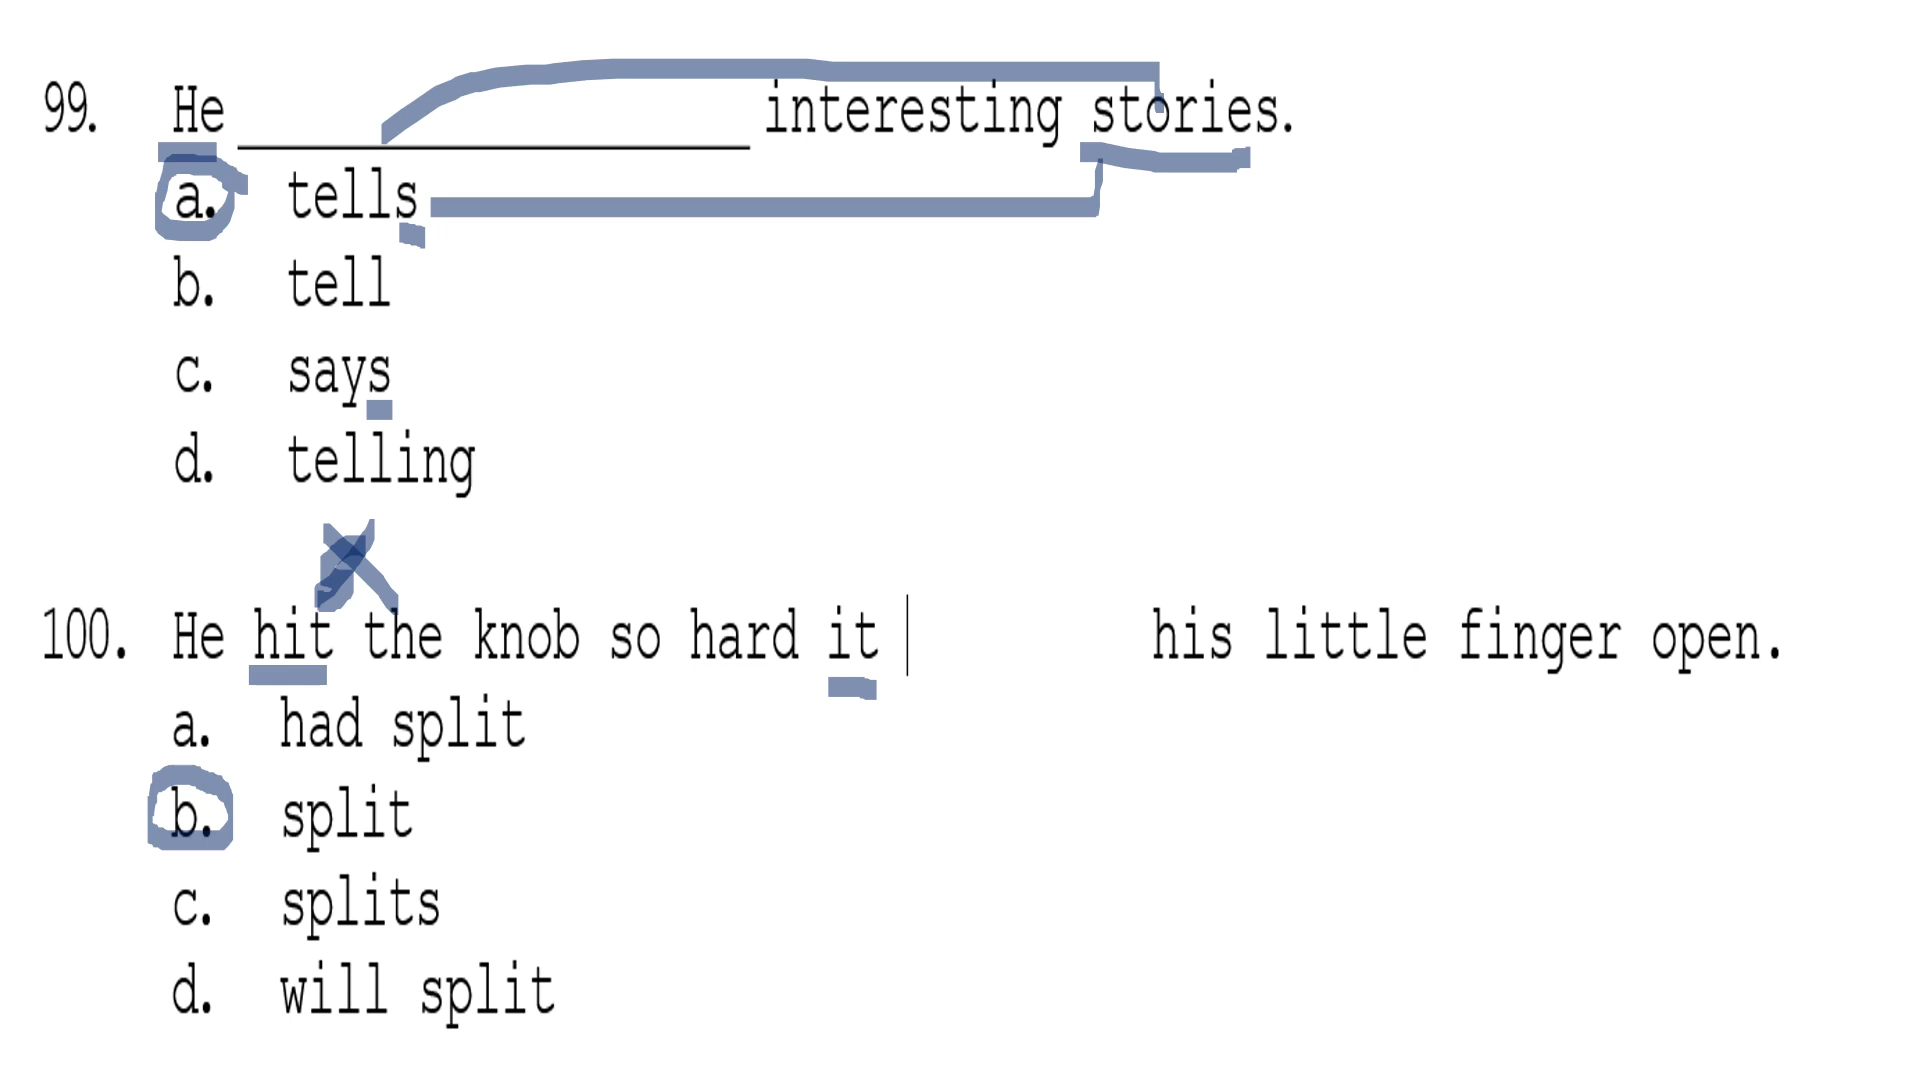 99. He ____________________ interesting stories.
a. tells
b. tell
c. says
d. telling
100. He hit the knob so hard it his little finger open.
a. had split
b. split
c. splits
d. will split